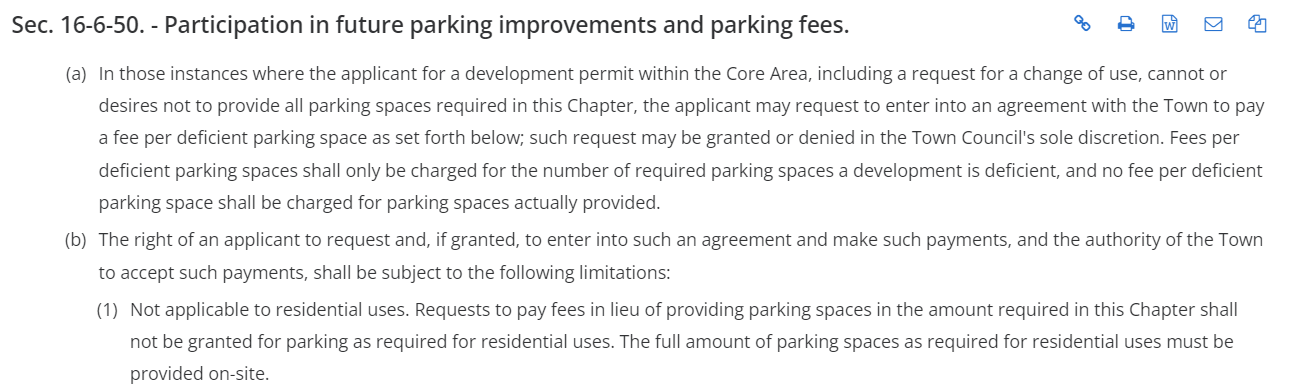 Sec. 16-6-50. - Participation in future parking improvements and parking fees.
(a) In those instances where the applicant for a development permit within the Core Area, including a request for a change of use, cannot or
desires not to provide all parking spaces required in this Chapter, the applicant may request to enter into an agreement with the Town to pay
a fee per deficient parking space as set forth below; such request may be granted or denied in the Town Council's sole discretion. Fees per
deficient parking spaces shall only be charged for the number of required parking spaces a development is deficient, and no fee per deficient
parking space shall be charged for parking spaces actually provided.
(b) The right of an applicant to request and, if granted, to enter into such an agreement and make such payments, and the authority of the Town
to accept such payments, shall be subject to the following limitations:
(1) Not applicable to residential uses. Requests to pay fees in lieu of providing parking spaces in the amount required in this Chapter shall
not be granted for parking as required for residential uses. The full amount of parking spaces as required for residential uses must be
provided on-site.